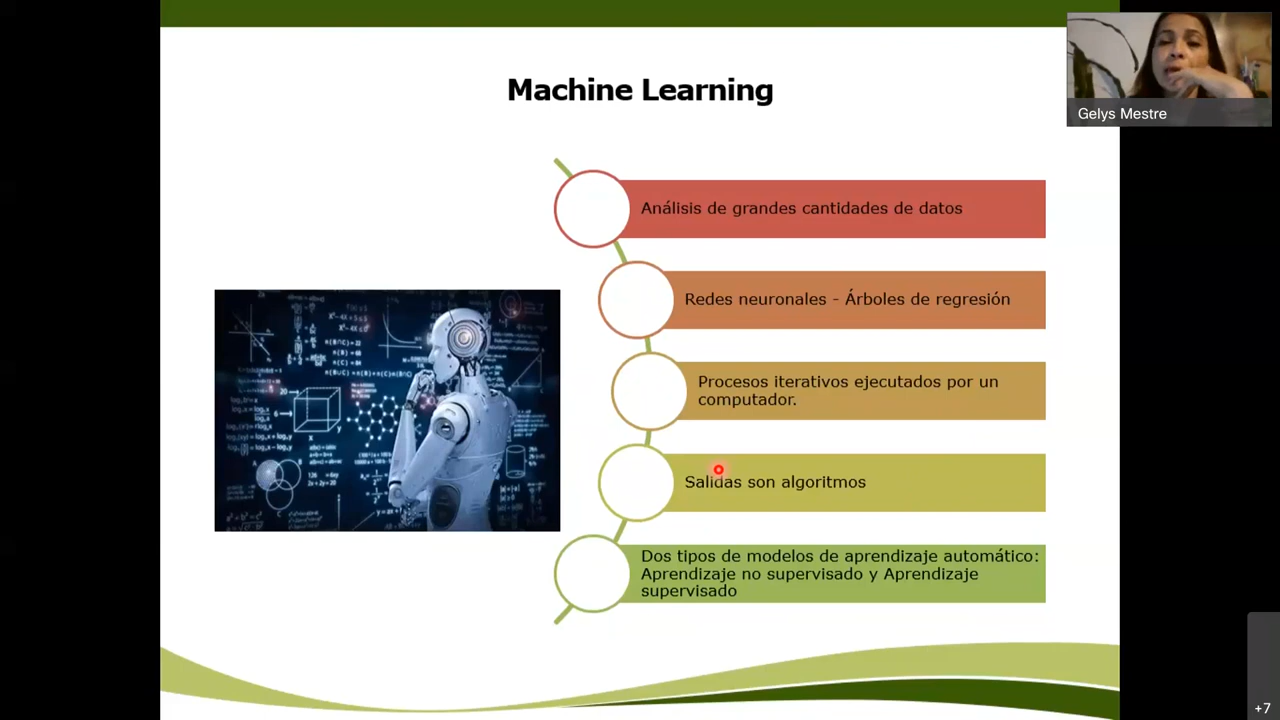 Machine Learning
Gelys Mestre
Análisis de grandes cantidades de datos
Redes neuronales - Árboles de regresión
Procesos iterativos ejecutados por un
computador.
Salidas son algoritmos
Dos tipos de modelos de aprendizaje automático:
Aprendizaje no supervisado y Aprendizaje
supervisado
+7